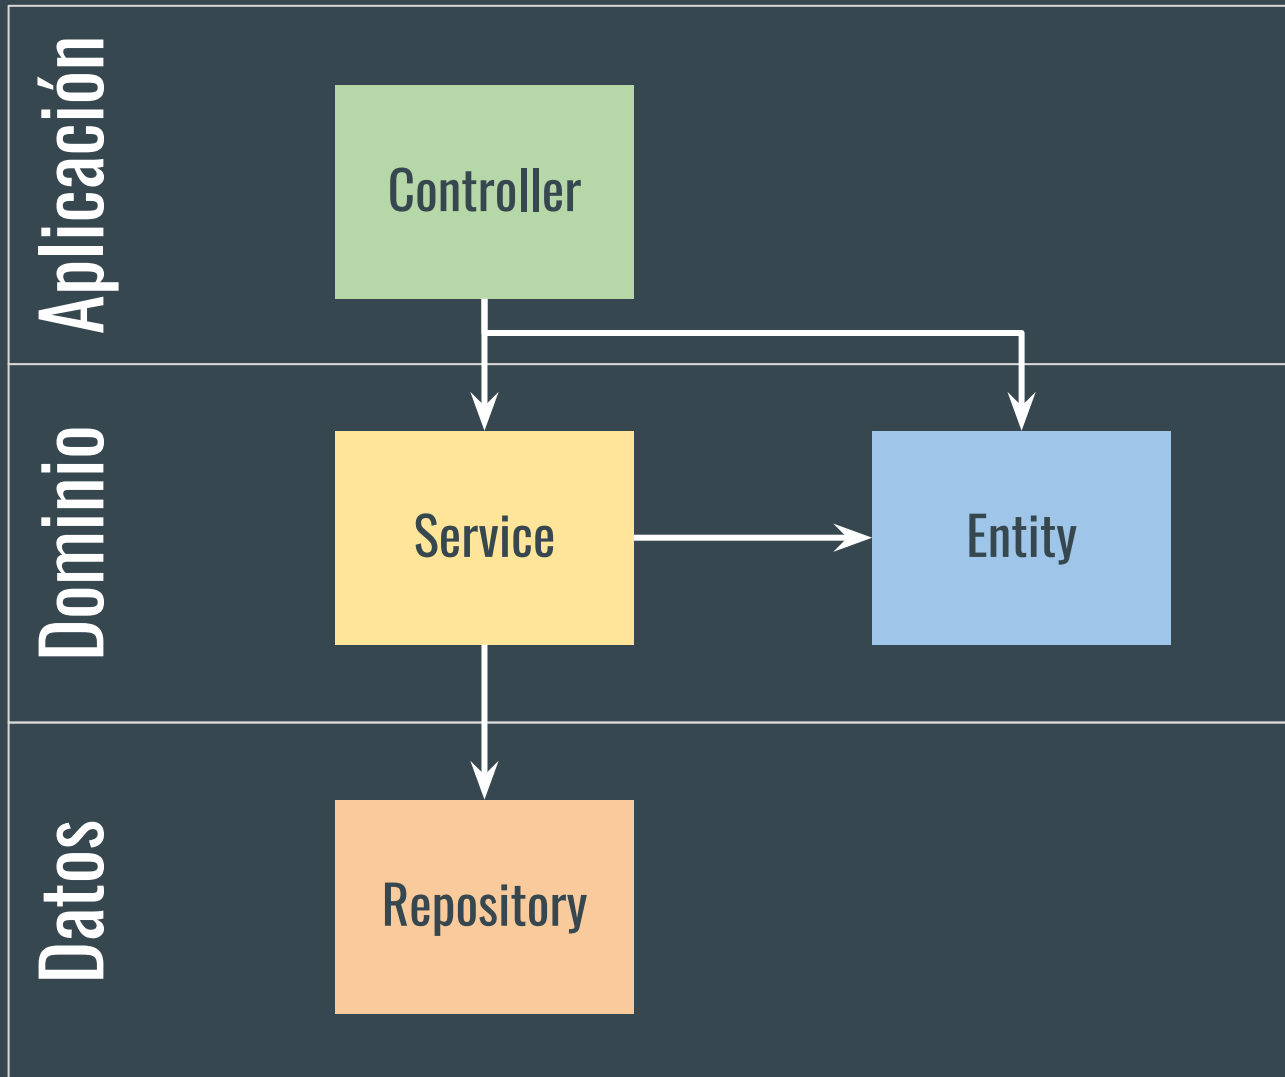 Aplicación
Controller
Dominio
Service
Entity
Datos
Repository